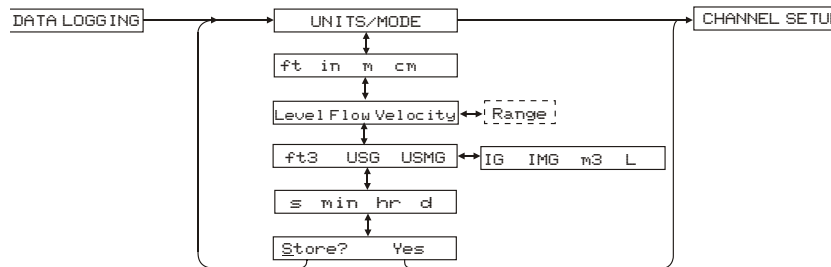 DATA LOGGING
UNITS/MODE
CHANNEL SETUP
ft in m cm
Level Flow Velocity
Range
ft3 USG USMG
IG IMG m3 L
s min hr d
Store? Yes